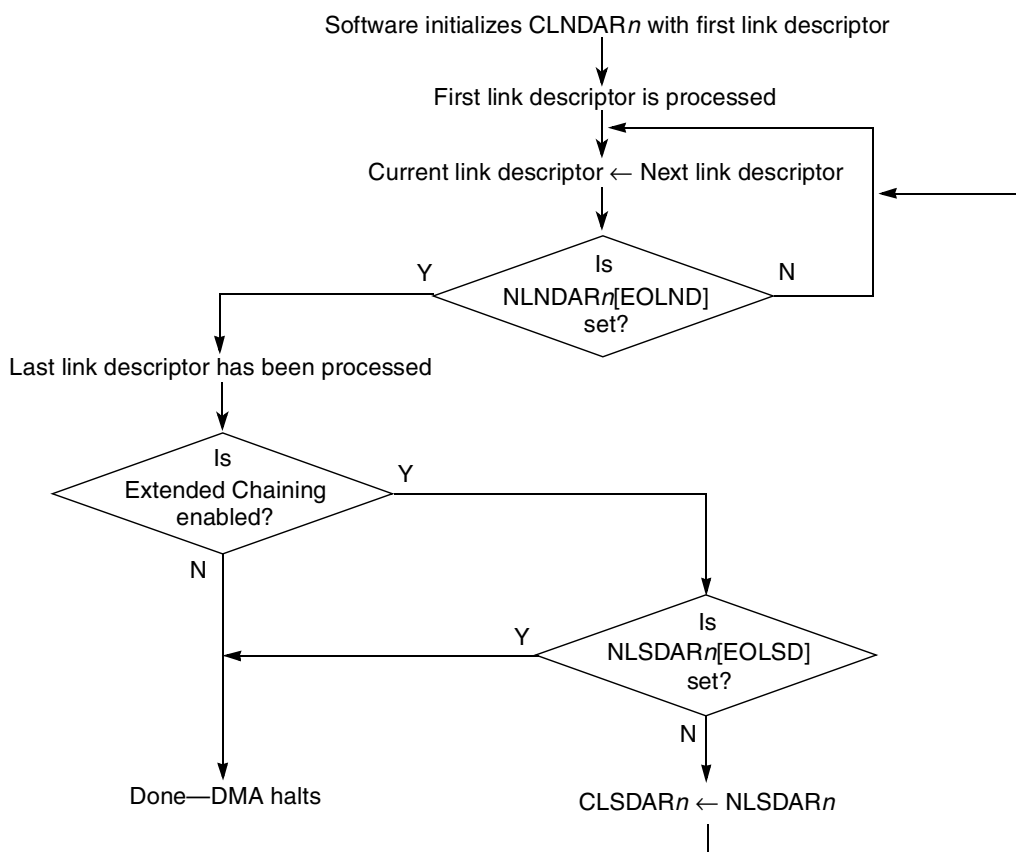 Software initializes CLNDARn with first link descriptor
First link descriptor is processed
Current link descriptor ← Next link descriptor
Is
NLNDARn[EOLND]
set?
Y
N
Last link descriptor has been processed
Is
Extended Chaining
enabled?
Y
N
Is
NLSDARn[EOLSD]
set?
Y
N
Done—DMA halts
CLSDARn ← NLSDARn